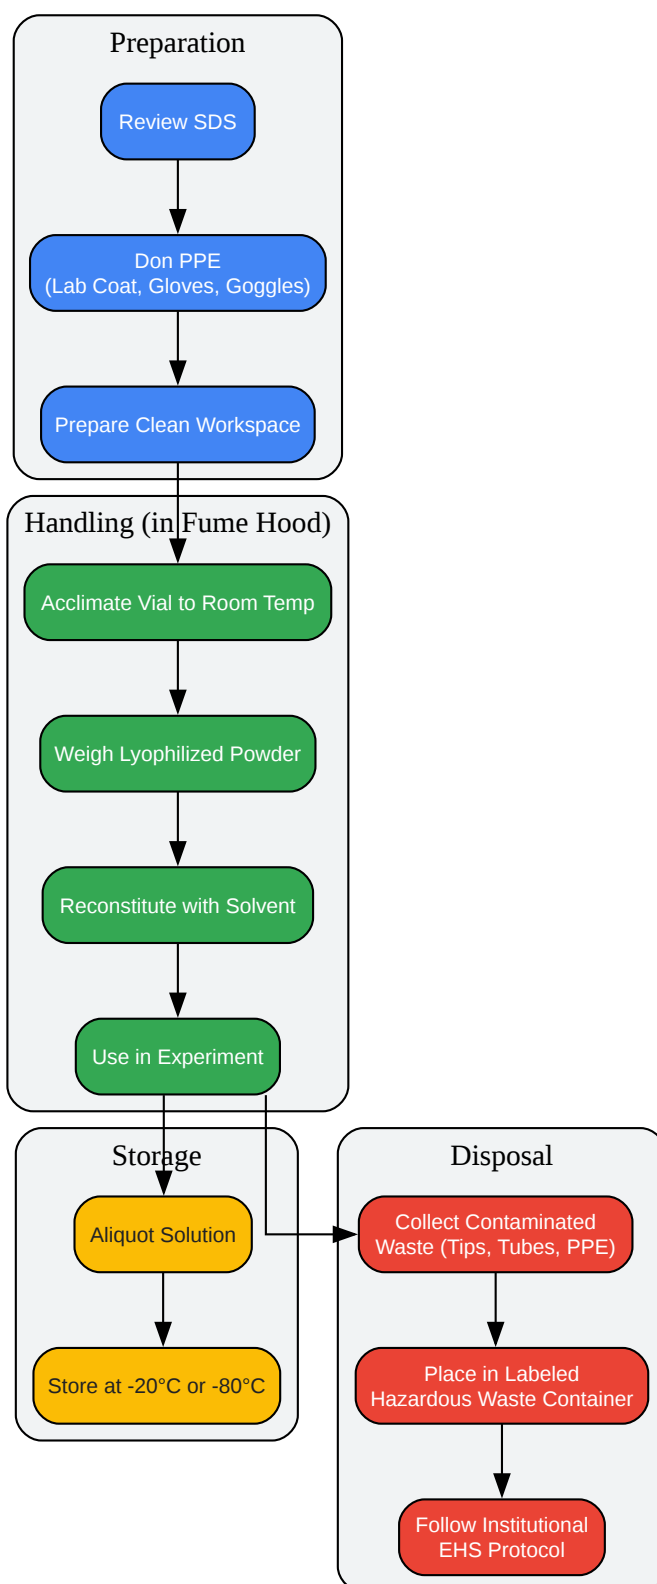 Preparation
Review SDS
Don PPE
(Lab Coat, Gloves, Goggles)
Prepare Clean Workspace
Handling (in Fume Hood)
Acclimate Vial to Room Temp
Weigh Lyophilized Powder
Reconstitute with Solvent
Use in Experiment
Storage
Aliquot Solution
Store at -20°C or -80°C
Disposal
Collect Contaminated
Waste (Tips, Tubes, PPE)
Place in Labeled
Hazardous Waste Container
Follow Institutional
EHS Protocol